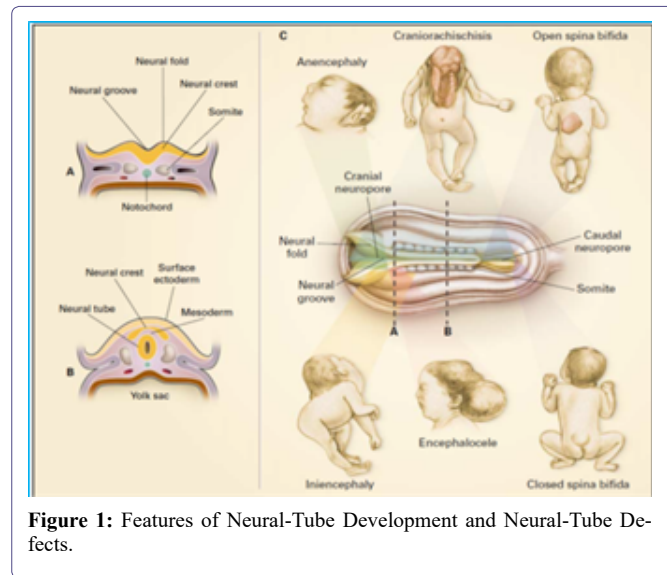 Neural fold
Neural groove
Neural crest
Somite
A
Notochord
Neural crest
Surface
ectoderm
Neural tube
Mesoderm
B
Yolk sac
C
Craniorachischisis
Open spina bifida
Anencephaly
Cranial
neuropore
Neural
fold
Caudal
neuropore
Neural
groove
Somite
A
B
Encephalocele
Iniencephaly
Closed spina bifida
Figure 1: Features of Neural-Tube Development and Neural-Tube De-
fects.